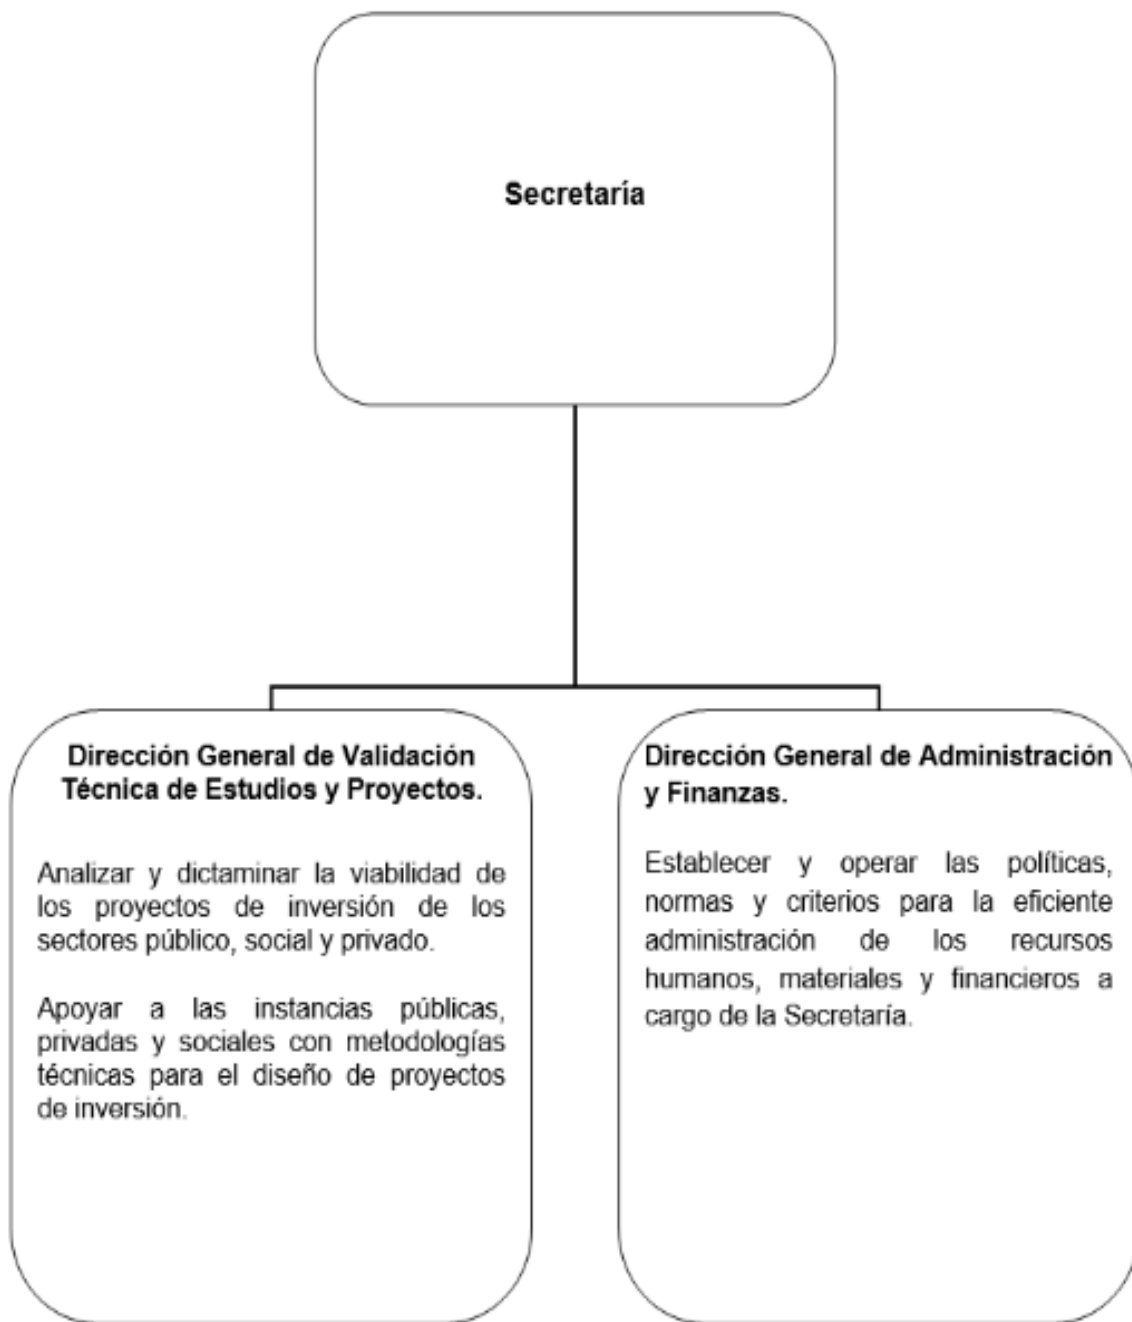 Secretaría
Dirección General de Validación
Técnica de Estudios y Proyectos.
Analizar y dictaminar la viabilidad de
los proyectos de inversión de los
sectores público, social y privado.
Apoyar a las instancias públicas,
privadas y sociales con metodologías
técnicas para el diseño de proyectos
de inversión.
Dirección General de Administración
y Finanzas.
Establecer y operar las políticas,
normas y criterios para la eficiente
administración de los recursos
humanos, materiales y financieros a
cargo de la Secretaría.